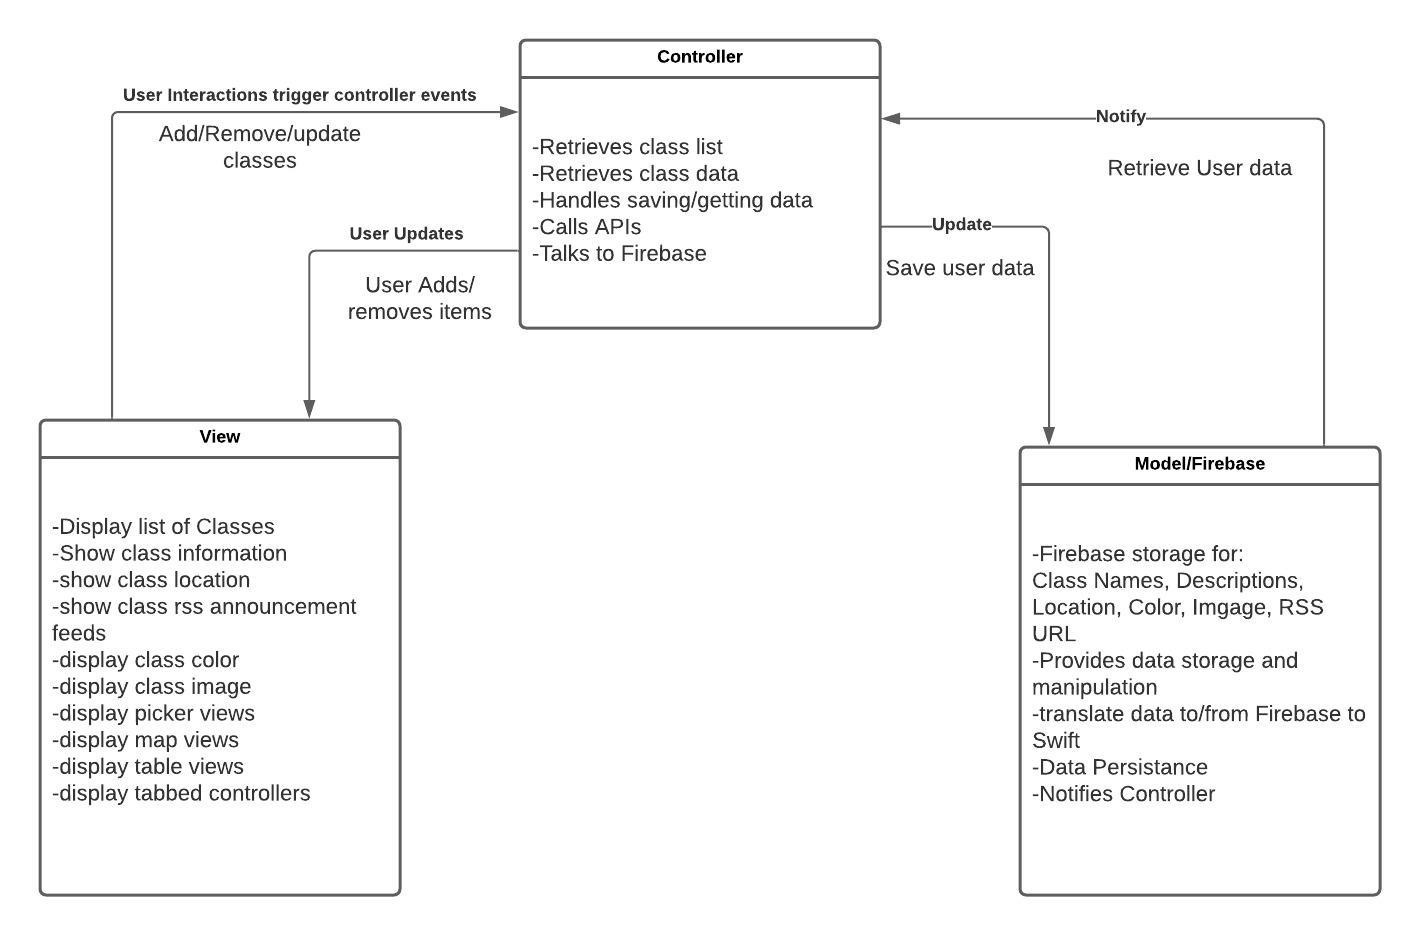 Controller
-Retrieves class list
-Retrieves class data
-Handles saving/getting data
-Calls APIs
-Talks to Firebase
User Interactions trigger controller events
Add/Remove/update
classes
User Updates
User Adds/
removes items
Notify
Retrieve User data
Update
Save user data
View
-Display list of Classes
-Show class information
-show class location
-show class rss announcement
feeds
-display class color
-display class image
-display picker views
-display map views
-display table views
-display tabbed controllers
Model/Firebase
-Firebase storage for:
Class Names, Descriptions,
Location, Color, Imgage, RSS
URL
-Provides data storage and
manipulation
-translate data to/from Firebase to
Swift
-Data Persistance
-Notifies Controller